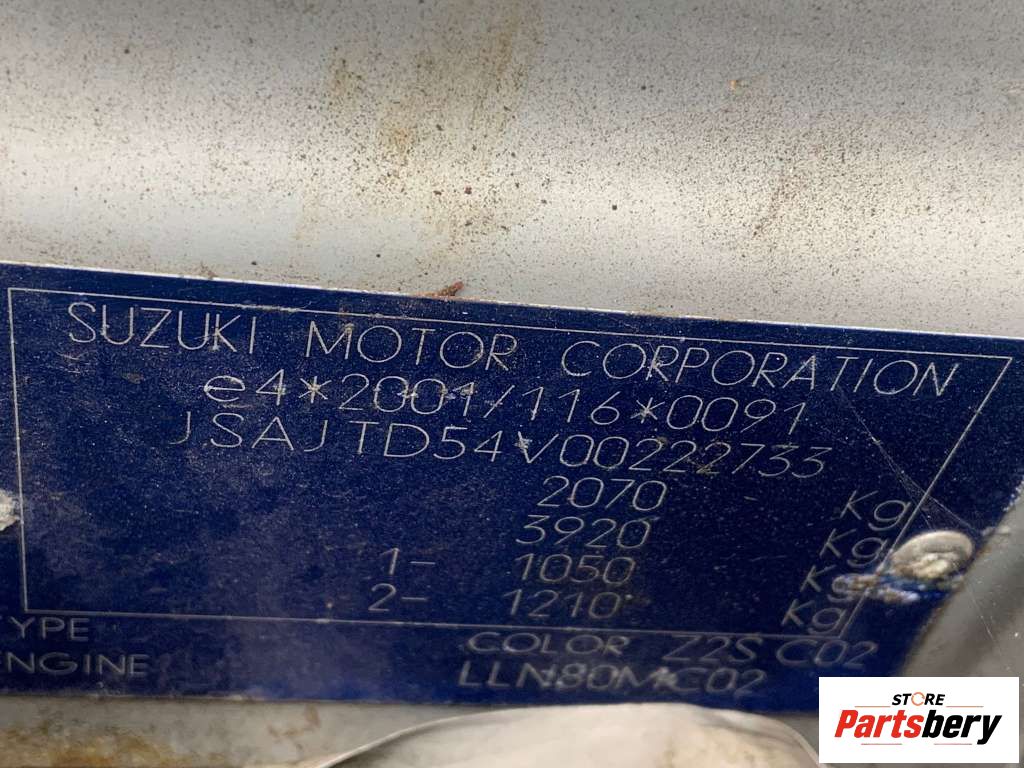 SUZUKI MOTOR CORPORATION
e4*2001/116*0091
JSAJTD54V00222733
2070 Kg
3920 Kg
1- 1050 Kg
2- 1210 Kg
YPE COLOR Z2S C02
ENGINE LLN80MC02
STORE
Partsbery